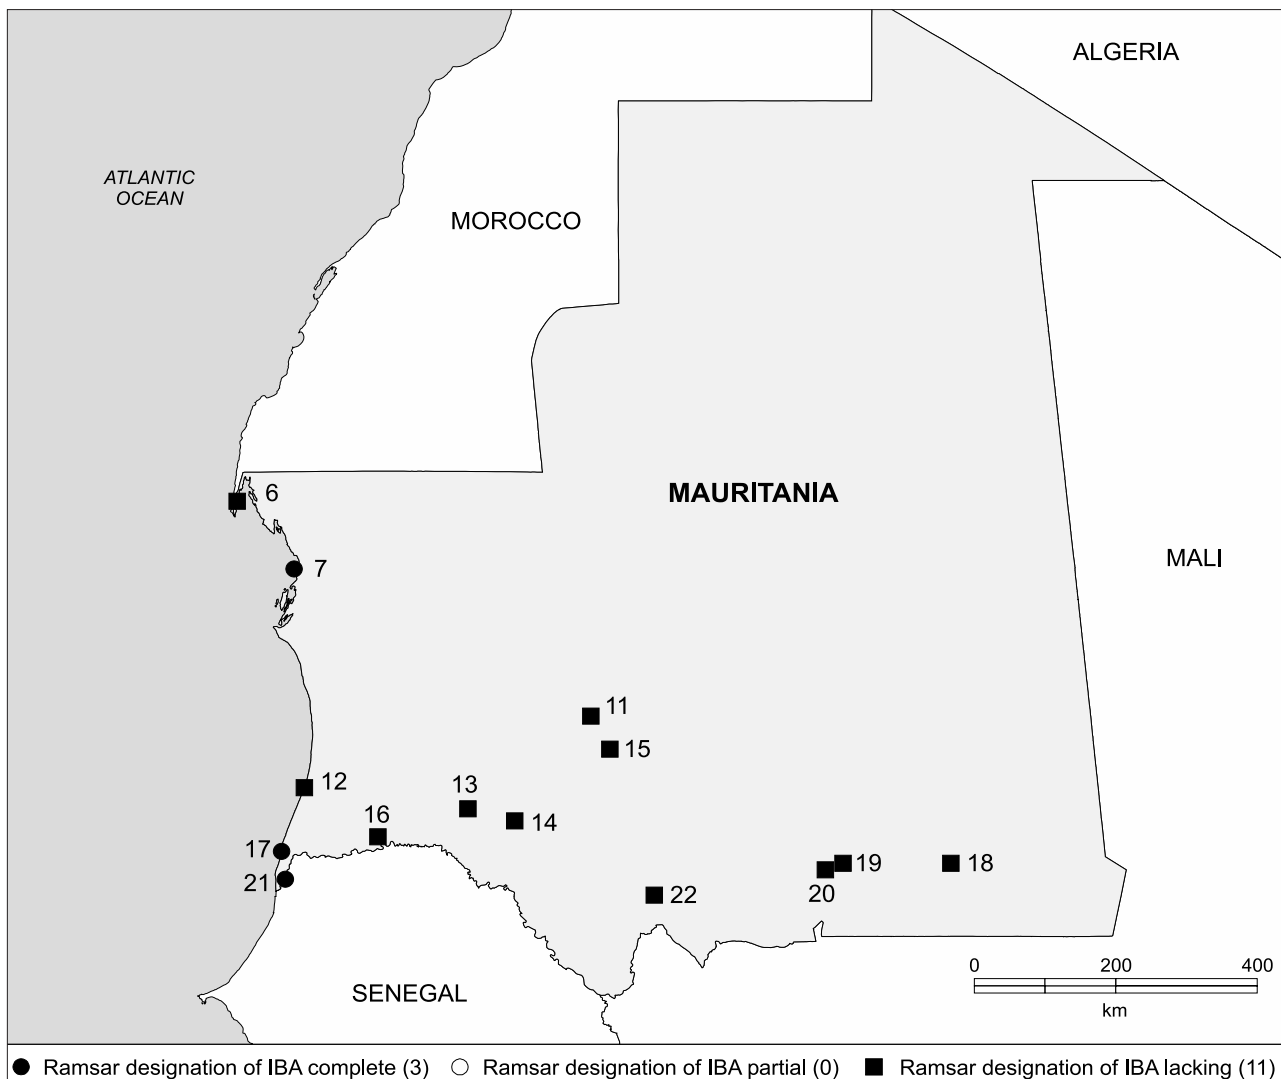 ALGERIA
ATLANTIC
OCEAN
MOROCCO
MAURITANIA
6
MALI
7
11
15
12
13
16
14
17
19
18
21
20
22
0 200 400
km
SENEGAL
Ramsar designation of IBA complete (3) Ramsar designation of IBA partial (0) Ramsar designation of IBA lacking (11)